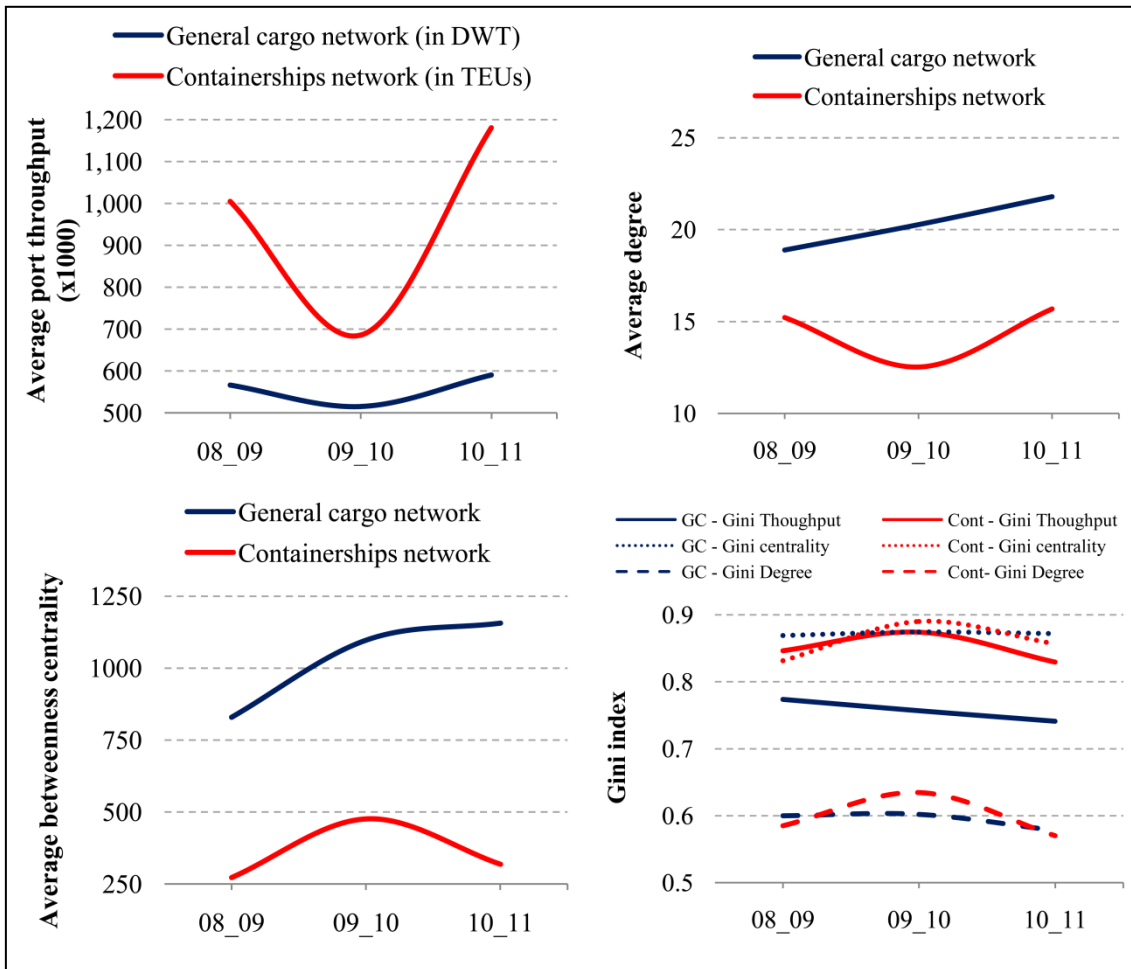 General cargo network (in DWT)
Containerships network (in TEUs)
Average port throughput
(x1000)
1,200
1,100
1,000
900
800
700
600
500
08_09
09_10
10_11
General cargo network
Containerships network
Average degree
25
20
15
10
08_09
09_10
10_11
General cargo network
Containerships network
Average betweenness centrality
1250
1000
750
500
250
08_09
09_10
10_11
GC - Gini Thoughput
Cont - Gini Thoughput
GC - Gini centrality
Cont - Gini centrality
GC - Gini Degree
Cont- Gini Degree
Gini index
0.9
0.8
0.7
0.6
0.5
08_09
09_10
10_11